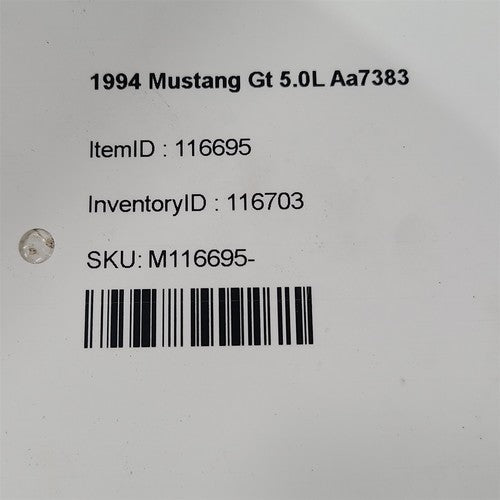 1994 Mustang Gt 5.0L Aa7383
ItemID : 116695
InventoryID : 116703
SKU: M116695-